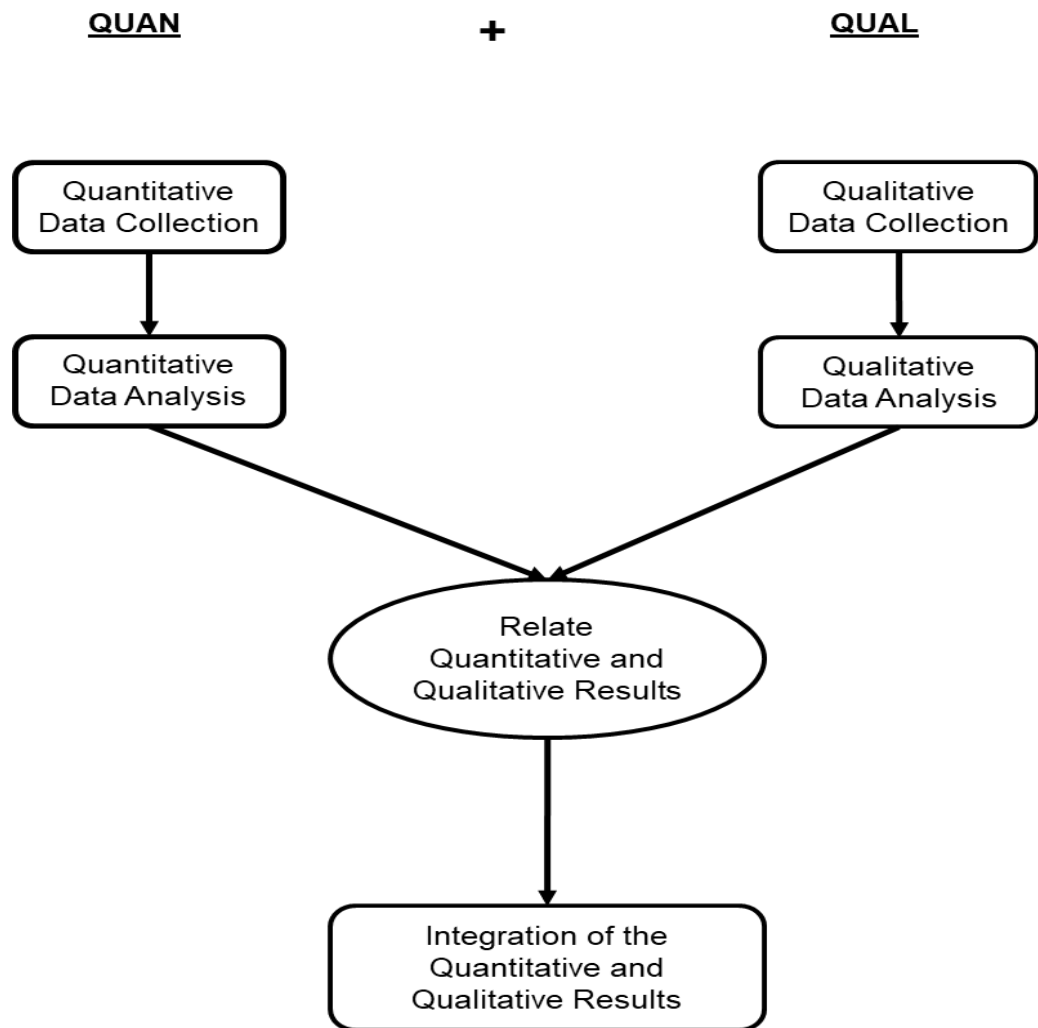 QUAN + QUAL
Quantitative
Data Collection
Qualitative
Data Collection
Quantitative
Data Analysis
Qualitative
Data Analysis
Relate
Quantitative and
Qualitative Results
Integration of the
Quantitative and
Qualitative Results